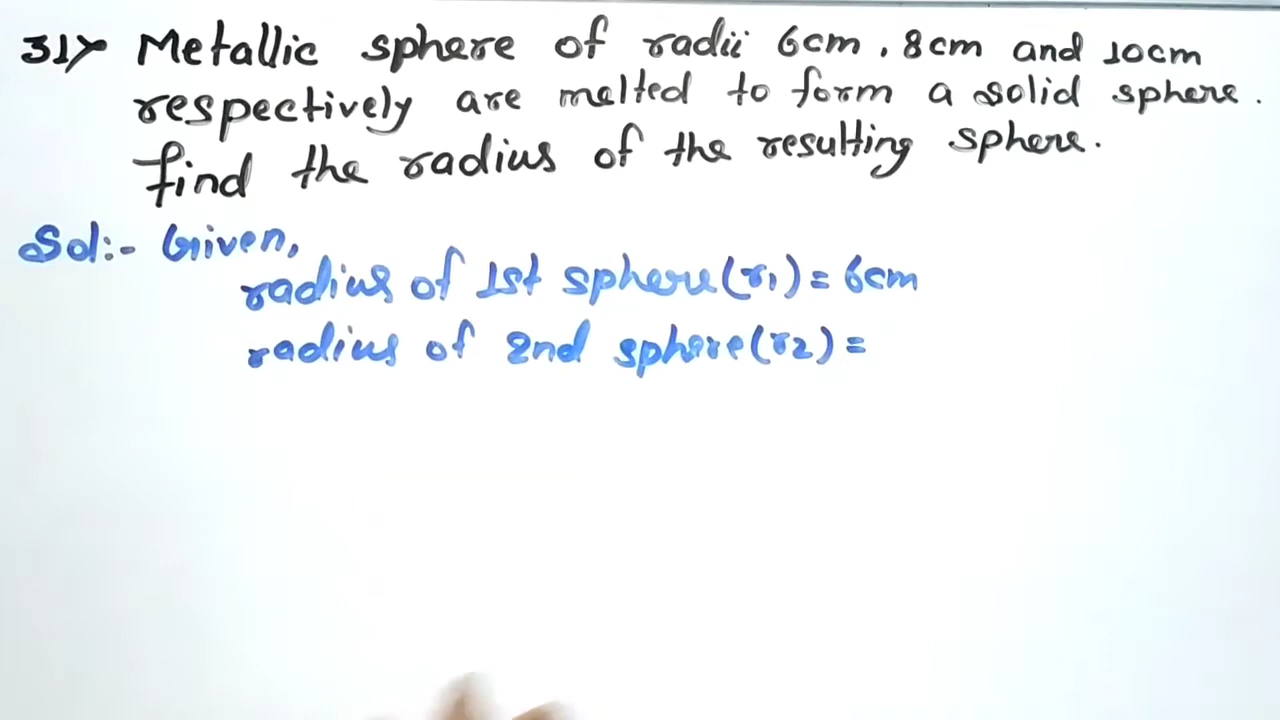 31> Metallic sphere of radii 6cm, 8cm and 10cm
respectively are melted to form a solid sphere.
find the radius of the resulting sphere.
Sol:- Given,
radius of 1st sphere(r1)= 6cm
radius of 2nd sphere(r2)=